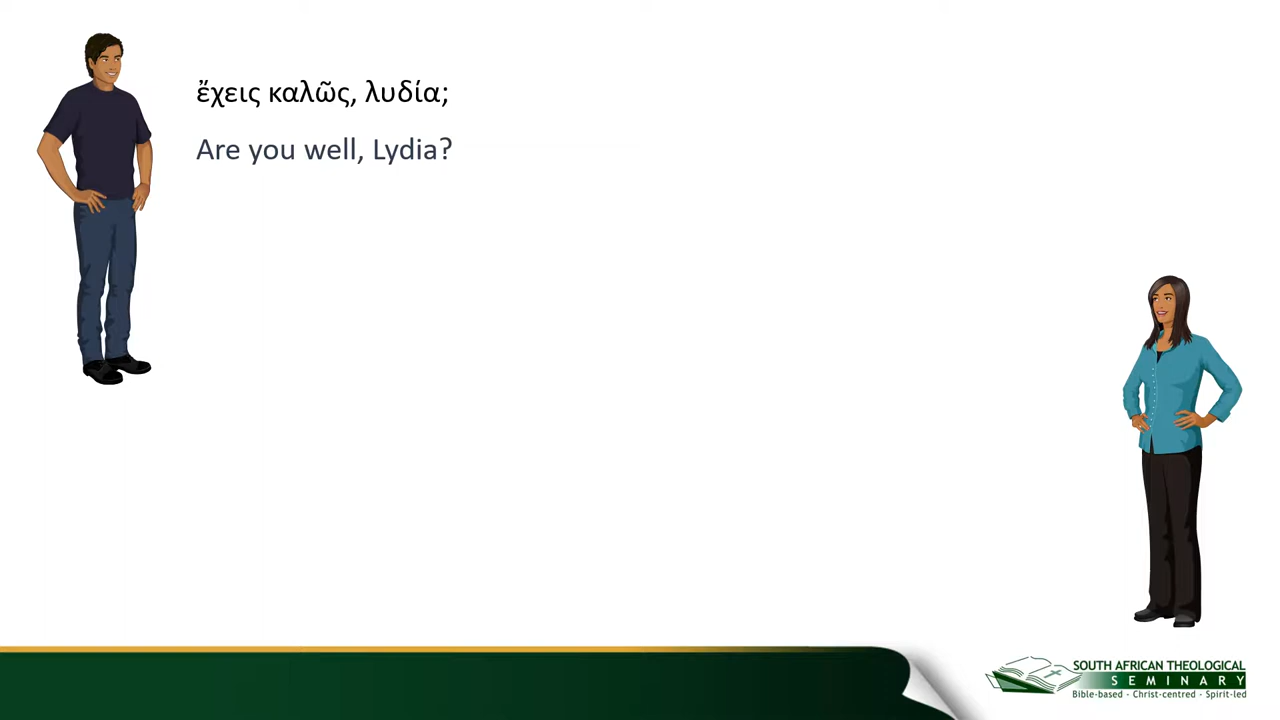 ἔχεις καλῶς, λυδία;
Are you well, Lydia?
SOUTH AFRICAN THEOLOGICAL
SEMINARY
Bible-based - Christ-centred - Spirit-led